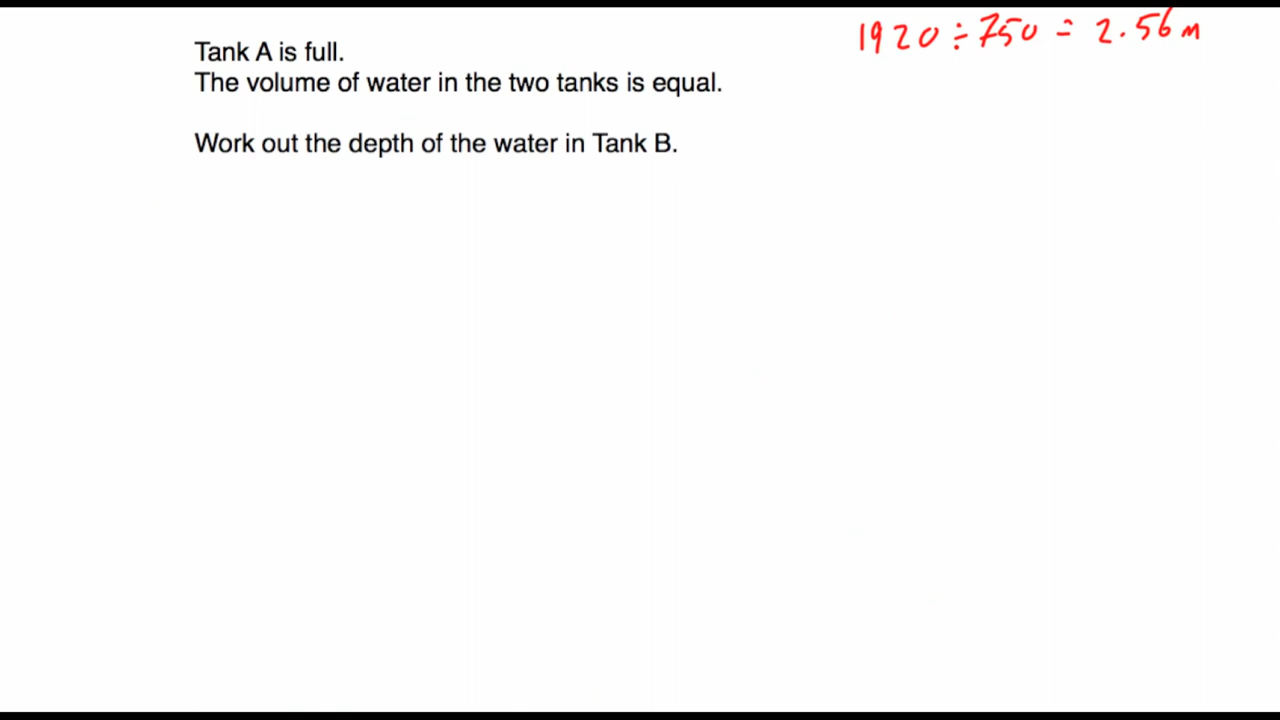 1920 ÷ 750 = 2.56 m
Tank A is full.
The volume of water in the two tanks is equal.
Work out the depth of the water in Tank B.